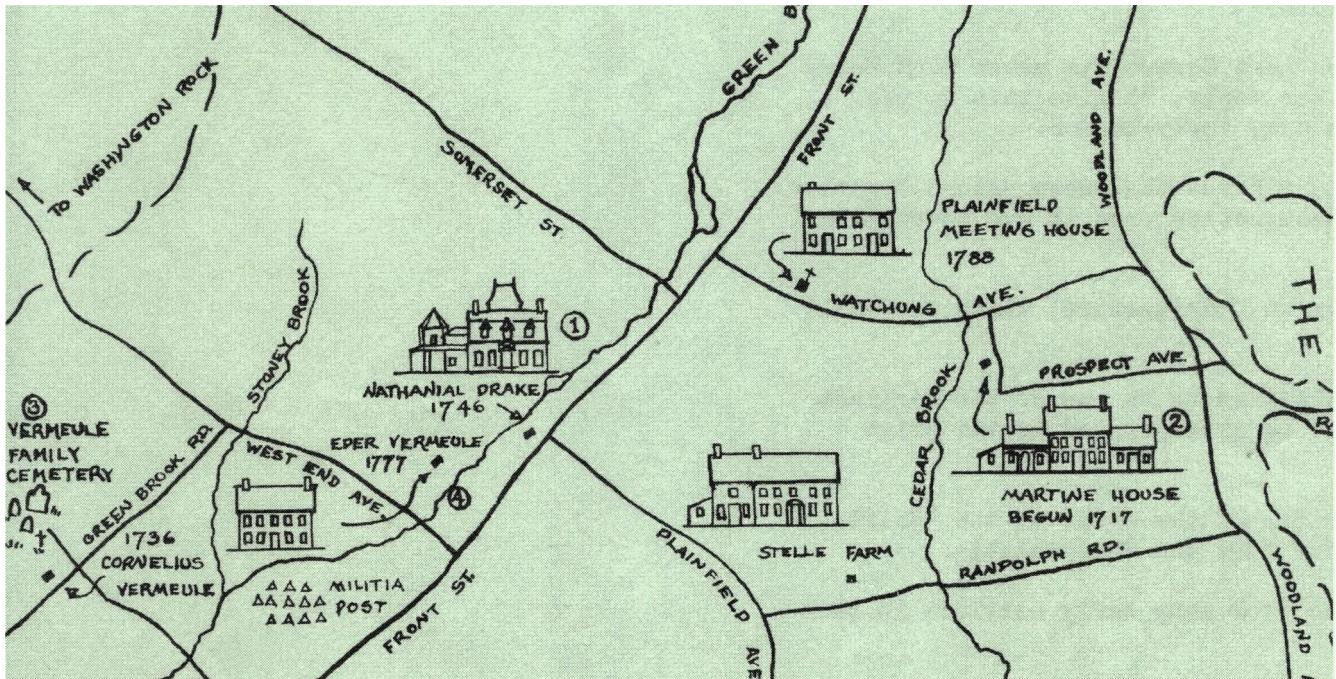 TO WASHINGTON ROCK
SOMERSET ST.
GREEN B
FRONT ST.
WOODLAND AVE.
PLAINFIELD
MEETING HOUSE
1788
THE
WATCHUNG AVE.
STONEY BROOK
1
NATHANIAL DRAKE
1746
PROSPECT AVE
CEDAR BROOK
2
MARTINE HOUSE
BEGUN 1717
3
VERMEULE
FAMILY
CEMETERY
GREEN BROOK RD.
WEST END AVE.
EDER VERMEULE
1777
4
1736
CORNELIUS
VERMEULE
MILITIA
POST
FRONT ST.
PLAINFIELD AVE
STELLE FARM
RANDOLPH RD.
WOODLAND
R